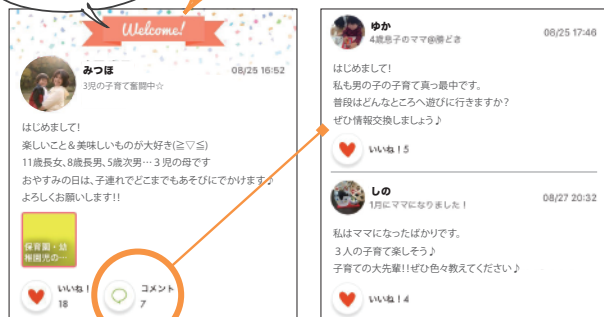 Welcome!
みつほ
08/25 16:52
3児の子育て奮闘中☆
はじめまして!
楽しいこと＆美味しいものが大好き(≧▽≦)
11歳長女、8歳長男、5歳次男…３児の母です
おやすみの日は、子連れでどこまでもあそびにでかけます♪
よろしくお願いします!!
保育園・幼
稚園児の…
いいね！
18
コメント
7
ゆか
08/25 17:46
4歳息子のママ@勝どき
はじめまして!
私も男の子の子育て真っ最中です。
普段はどんなところへ遊びに行きますか？
ぜひ情報交換しましょう♪
いいね！5
しの
08/27 20:32
1月にママになりました！
私はママになったばかりです。
３人の子育て楽しそう♪
子育ての大先輩!!ぜひ色々教えてください♪
いいね！4